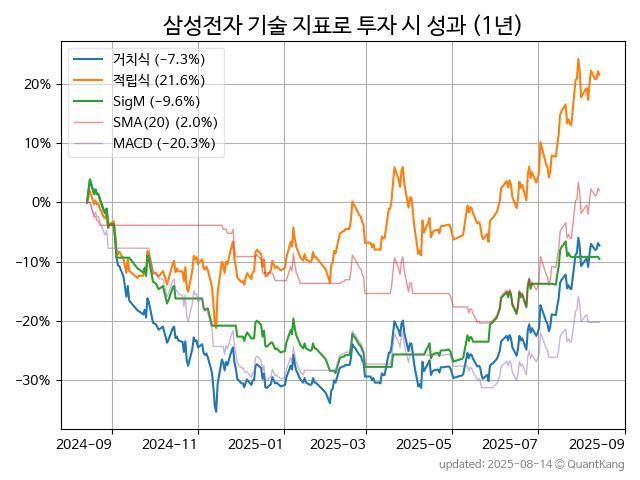 삼성전자 기술 지표로 투자 시 성과 (1년)
거치식 (−7.3%)
적립식 (21.6%)
SigM (−9.6%)
SMA(20) (2.0%)
MACD (−20.3%)
20%
10%
0%
−10%
−20%
−30%
2024-09 2024-11 2025-01 2025-03 2025-05 2025-07 2025-09
updated: 2025-08-14 © QuantKang